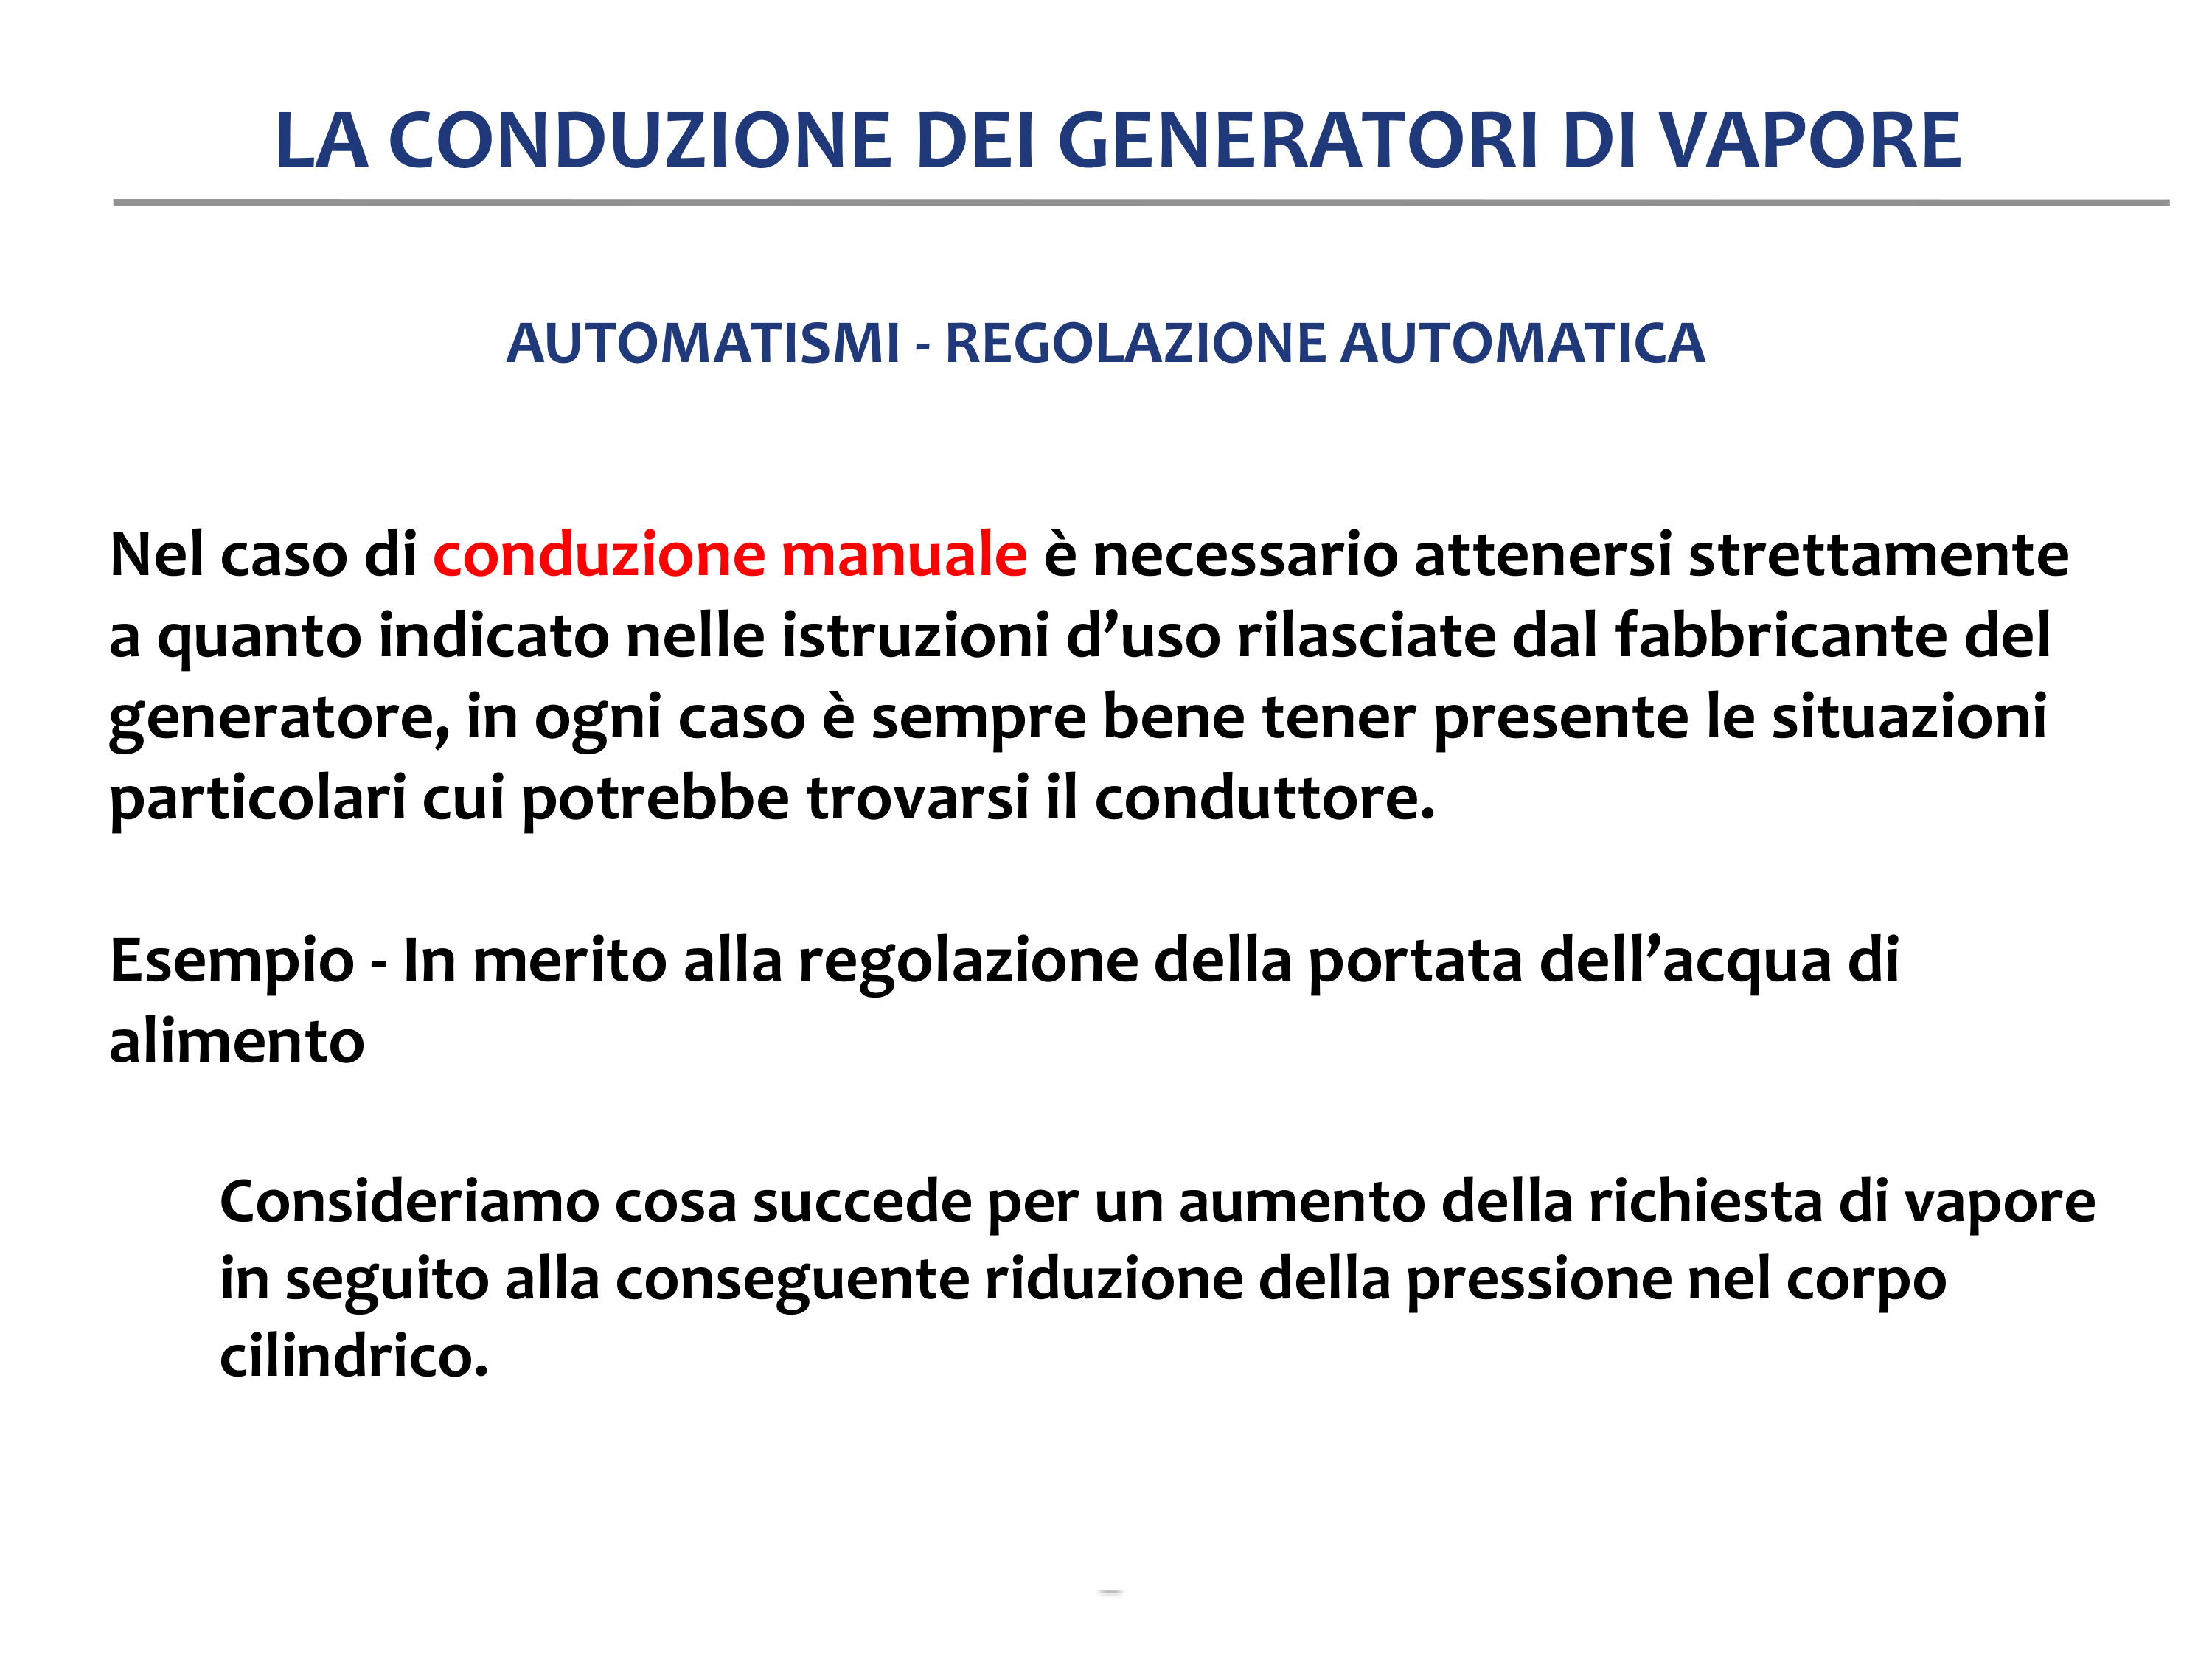 LA CONDUZIONE DEI GENERATORI DI VAPORE
AUTOMATISMI - REGOLAZIONE AUTOMATICA
Nel caso di conduzione manuale è necessario attenersi strettamente
a quanto indicato nelle istruzioni d’uso rilasciate dal fabbricante del
generatore, in ogni caso è sempre bene tener presente le situazioni
particolari cui potrebbe trovarsi il conduttore.
Esempio - In merito alla regolazione della portata dell’acqua di
alimento
Consideriamo cosa succede per un aumento della richiesta di vapore
in seguito alla conseguente riduzione della pressione nel corpo
cilindrico.